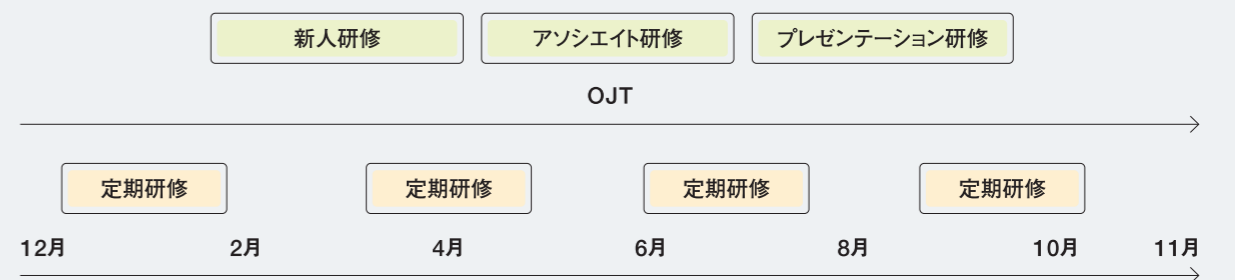 新人研修 アソシエイト研修 プレゼンテーション研修
OJT
定期研修 定期研修 定期研修 定期研修
12月 2月 4月 6月 8月 10月 11月